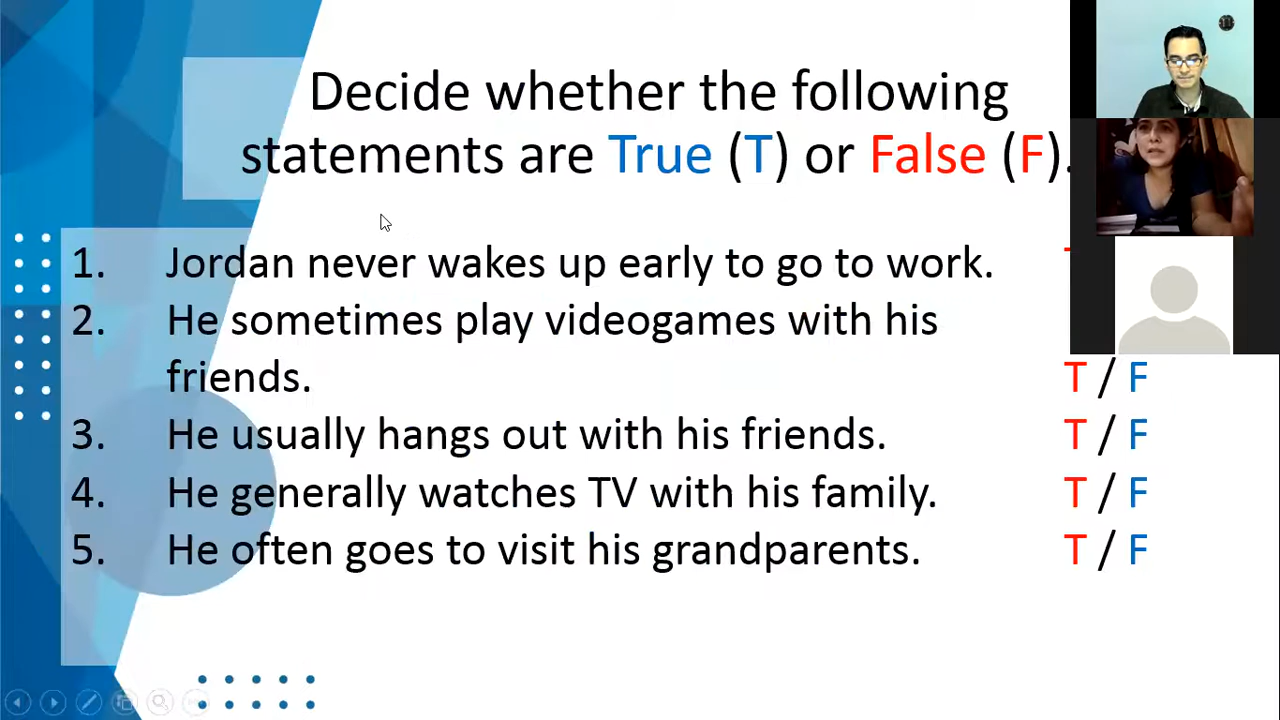 Decide whether the following
statements are True (T) or False (F).
1. Jordan never wakes up early to go to work. T
2. He sometimes play videogames with his
friends. T / F
3. He usually hangs out with his friends. T / F
4. He generally watches TV with his family. T / F
5. He often goes to visit his grandparents. T / F